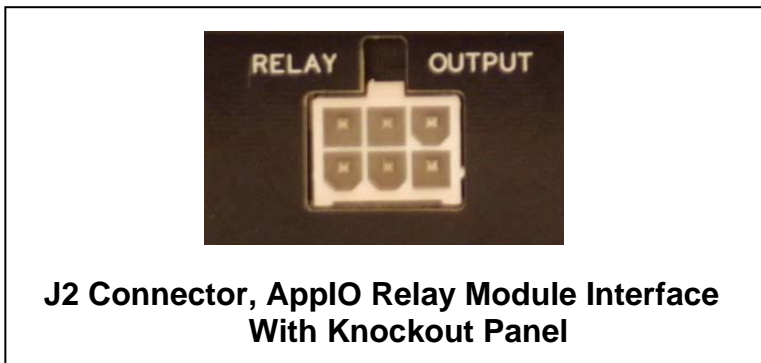 RELAY OUTPUT
J2 Connector, AppIO Relay Module Interface
With Knockout Panel